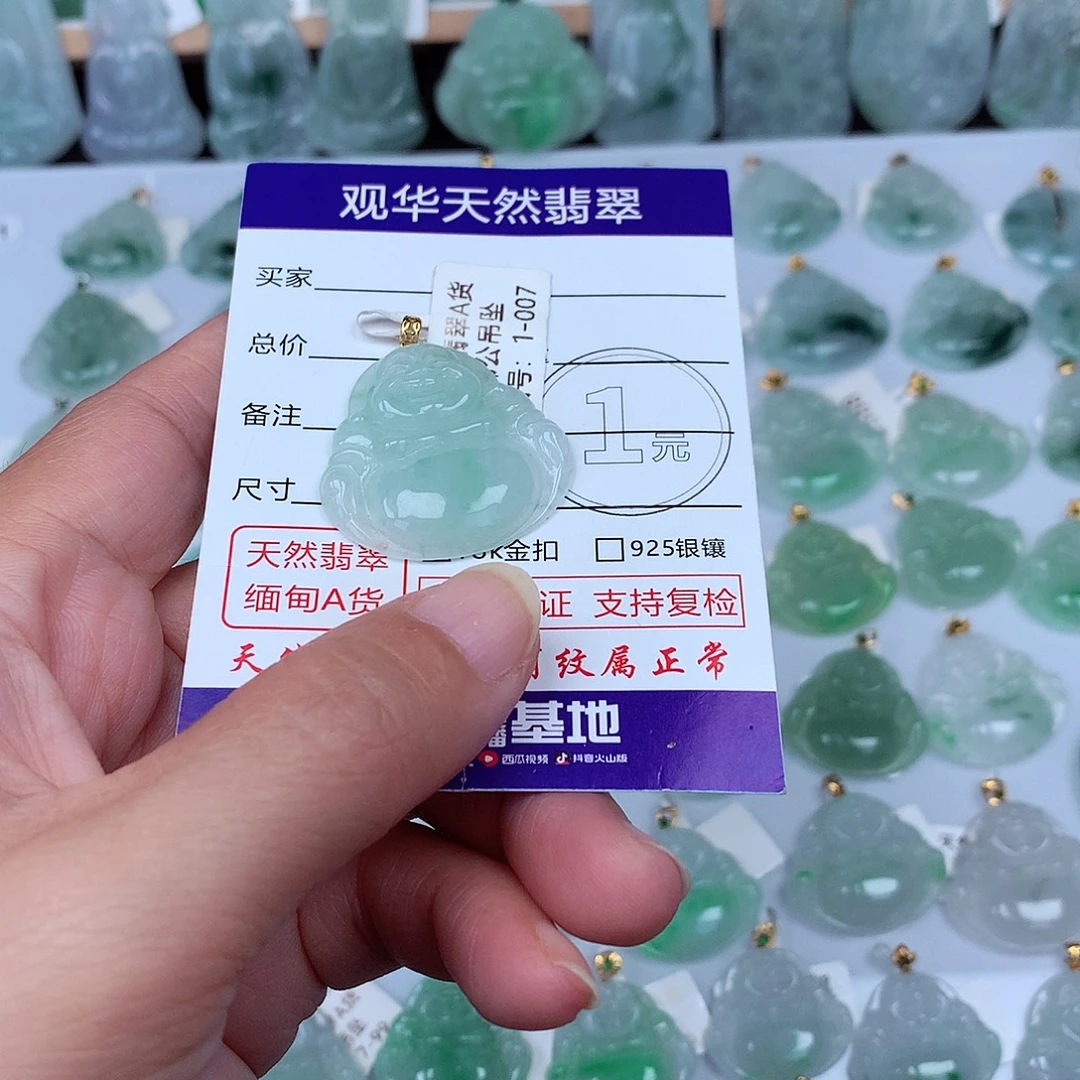 观华天然翡翠
买家
翡翠A货
公吊坠
号：1-007
总价
备注
1元
尺寸
金扣 925银镶
天然翡翠
缅甸A货
证 支持复检
天
纹属正常
播基地
西瓜视频 抖音火山版